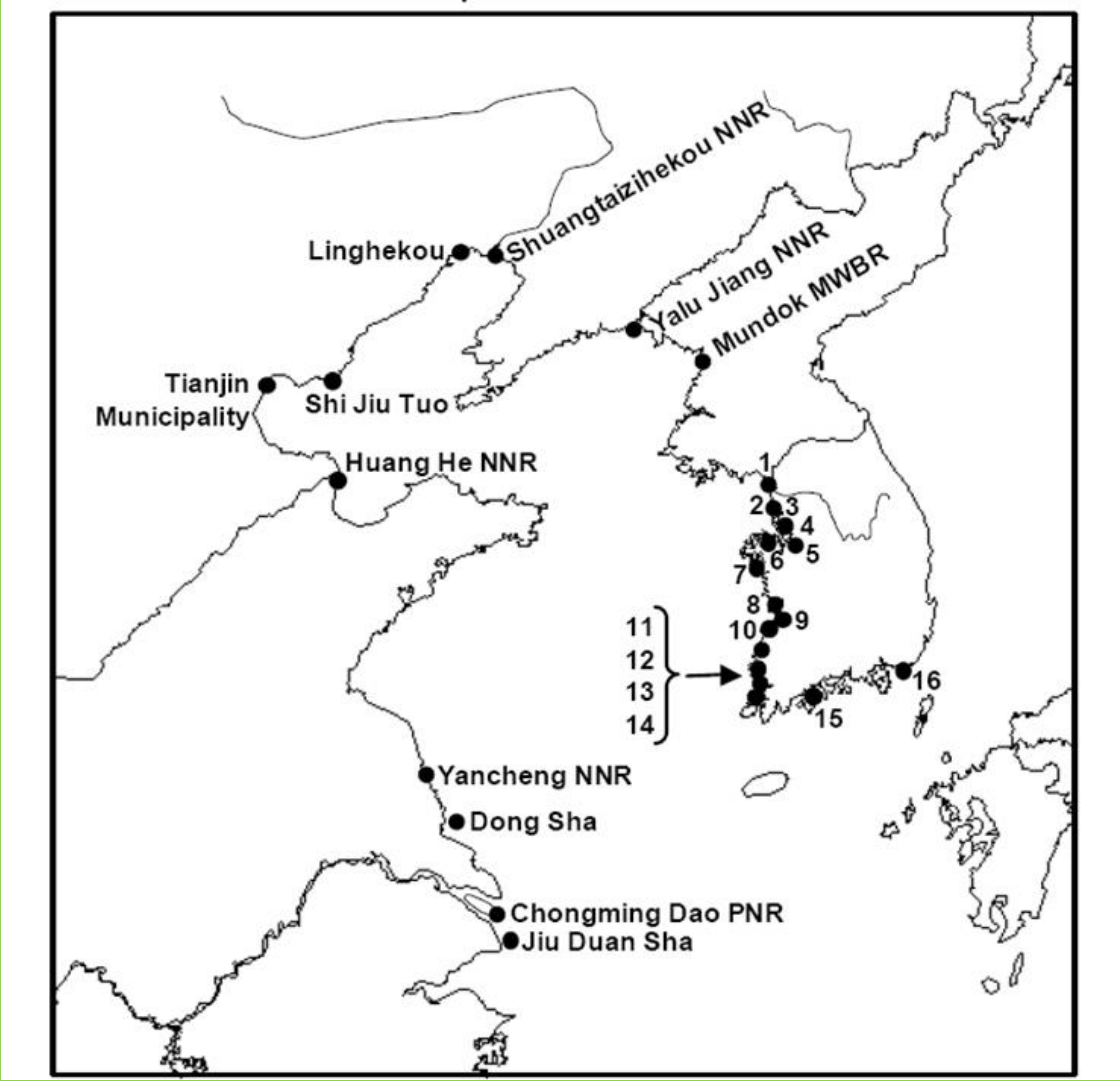 Shuangtaizihekou NNR
Linghekou
Yalu Jiang NNR
Mundok MWBR
Tianjin
Municipality
Shi Jiu Tuo
Huang He NNR
1
2
3
4
5
6
7
8
9
10
11
12
13
14
15
16
Yancheng NNR
Dong Sha
Chongming Dao PNR
Jiu Duan Sha